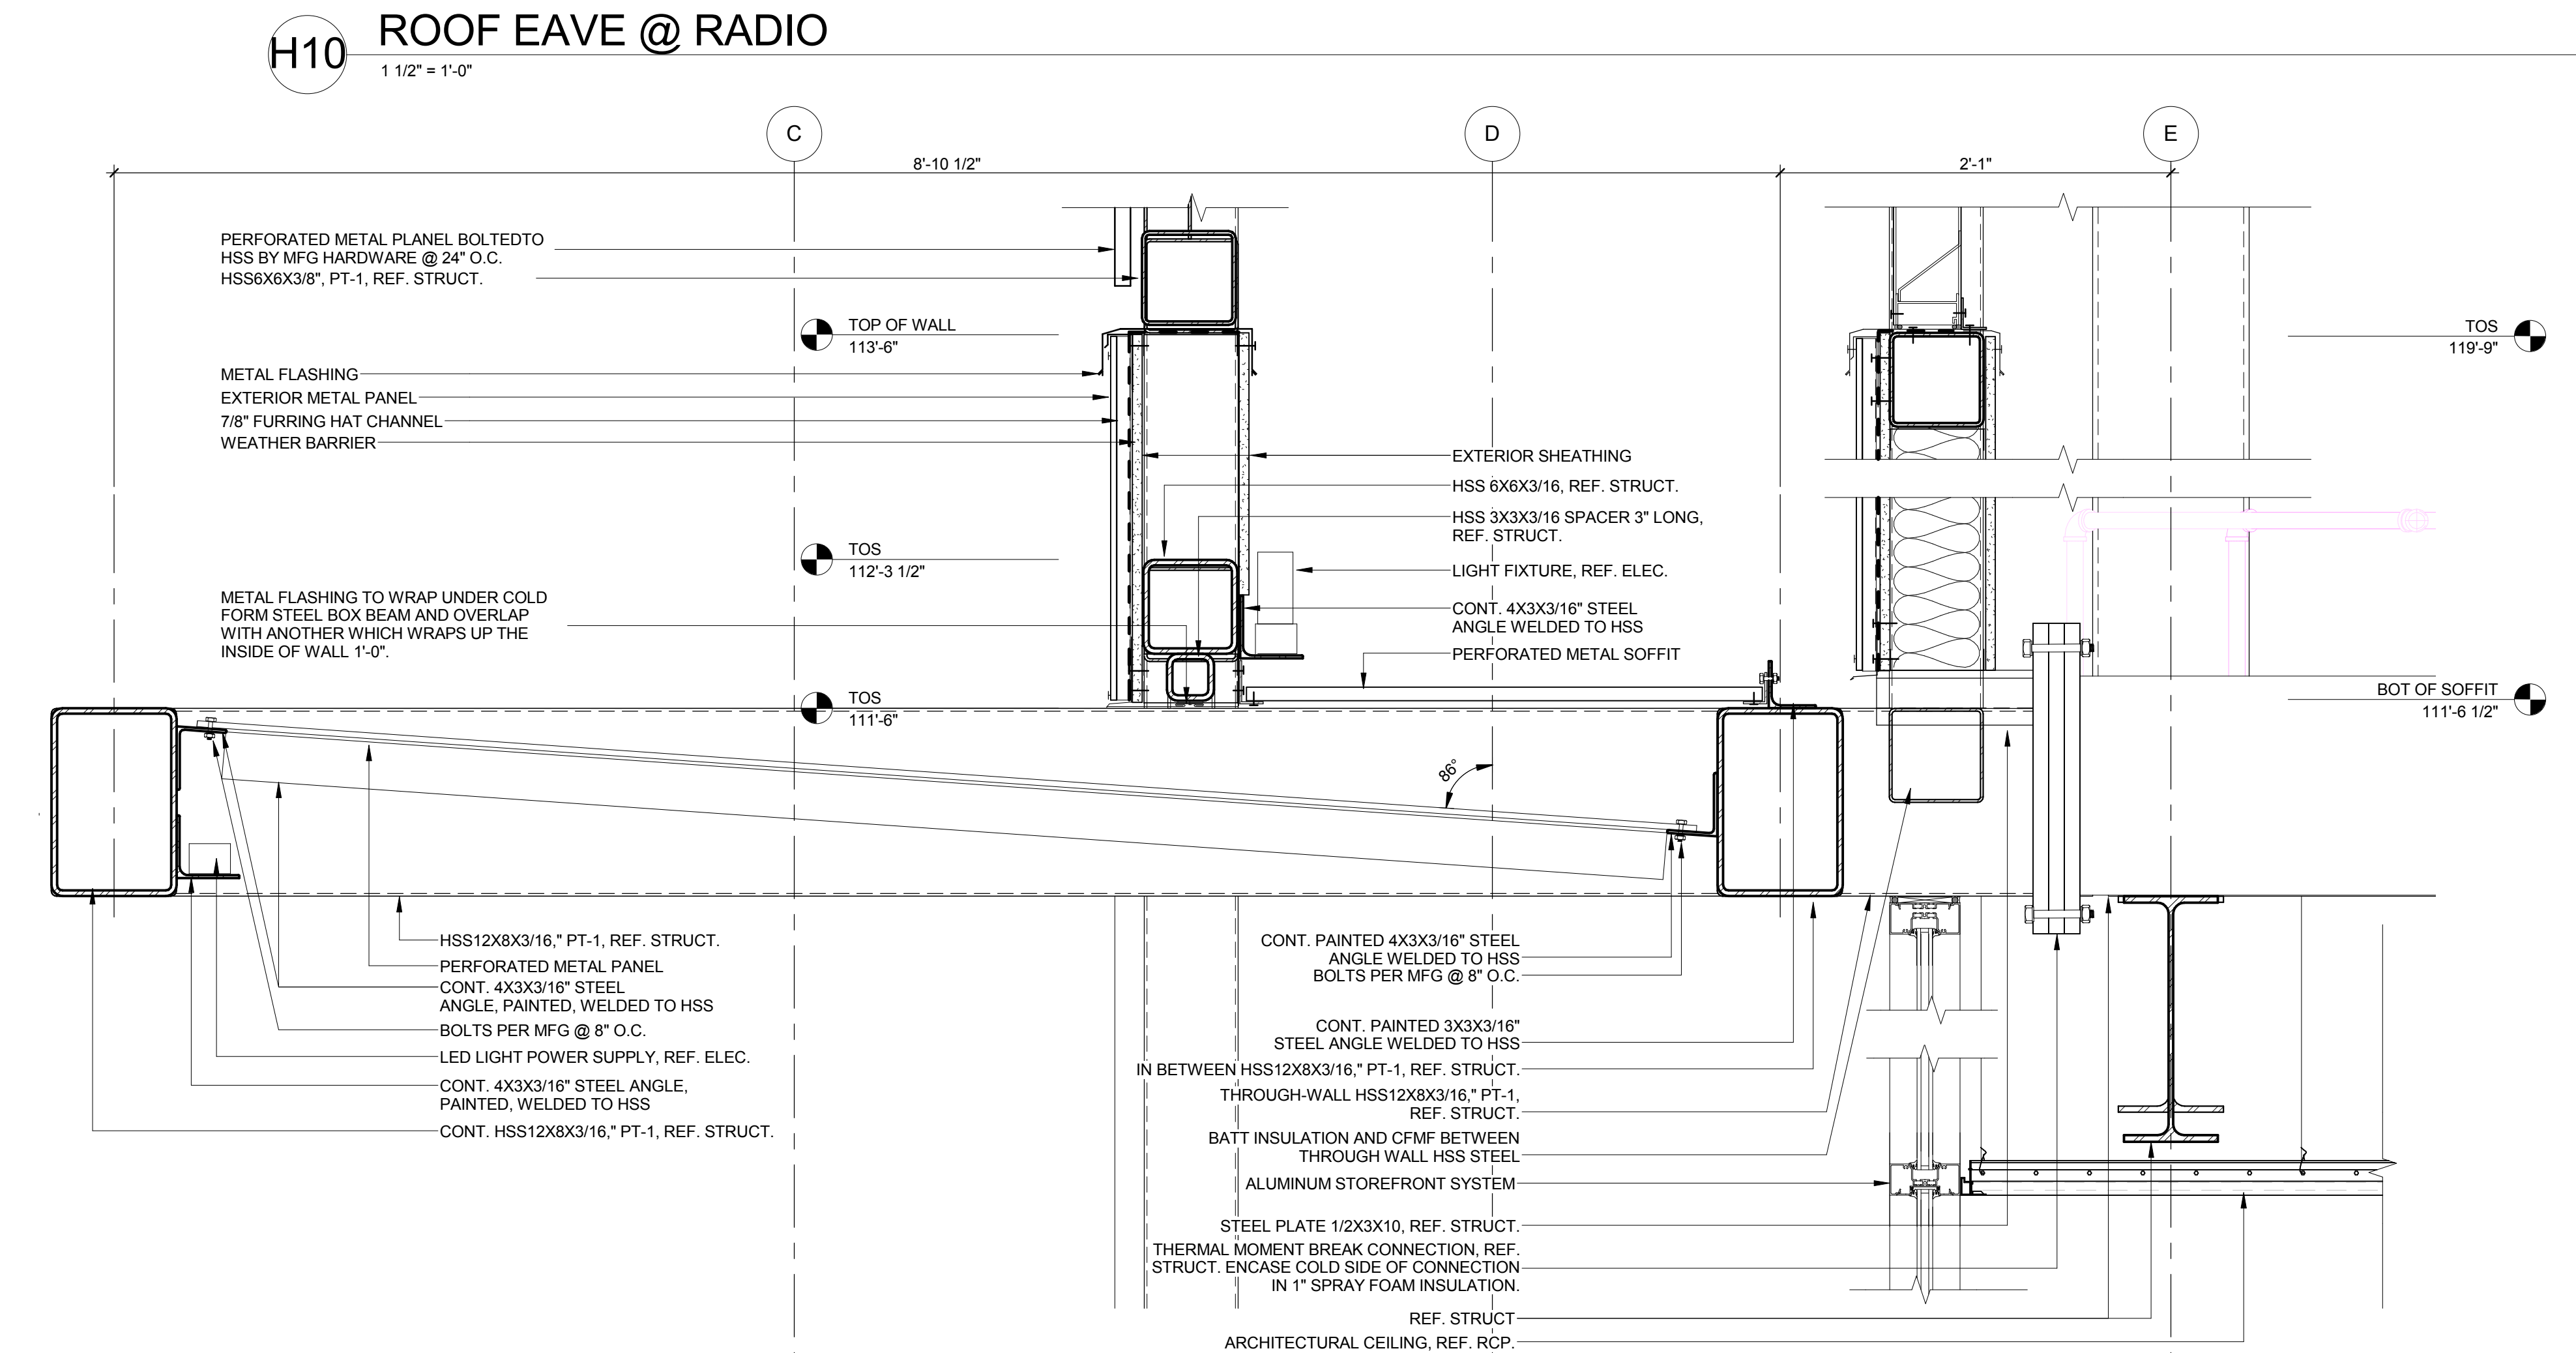 H10
ROOF EAVE @ RADIO
1 1/2" = 1'-0"
C
D
E
8'-10 1/2"
2'-1"
PERFORATED METAL PLANEL BOLTEDTO
HSS BY MFG HARDWARE @ 24" O.C.
HSS6X6X3/8", PT-1, REF. STRUCT.
TOP OF WALL
113'-6"
TOS
119'-9"
METAL FLASHING
EXTERIOR METAL PANEL
7/8" FURRING HAT CHANNEL
WEATHER BARRIER
EXTERIOR SHEATHING
HSS 6X6X3/16, REF. STRUCT.
HSS 3X3X3/16 SPACER 3" LONG,
REF. STRUCT.
TOS
112'-3 1/2"
LIGHT FIXTURE, REF. ELEC.
METAL FLASHING TO WRAP UNDER COLD
FORM STEEL BOX BEAM AND OVERLAP
WITH ANOTHER WHICH WRAPS UP THE
INSIDE OF WALL 1'-0".
CONT. 4X3X3/16" STEEL
ANGLE WELDED TO HSS
PERFORATED METAL SOFFIT
TOS
111'-6"
BOT OF SOFFIT
111'-6 1/2"
86°
HSS12X8X3/16," PT-1, REF. STRUCT.
PERFORATED METAL PANEL
CONT. 4X3X3/16" STEEL
ANGLE, PAINTED, WELDED TO HSS
BOLTS PER MFG @ 8" O.C.
LED LIGHT POWER SUPPLY, REF. ELEC.
CONT. 4X3X3/16" STEEL ANGLE,
PAINTED, WELDED TO HSS
CONT. HSS12X8X3/16," PT-1, REF. STRUCT.
CONT. PAINTED 4X3X3/16" STEEL
ANGLE WELDED TO HSS
BOLTS PER MFG @ 8" O.C.
CONT. PAINTED 3X3X3/16"
STEEL ANGLE WELDED TO HSS
IN BETWEEN HSS12X8X3/16," PT-1, REF. STRUCT.
THROUGH-WALL HSS12X8X3/16," PT-1,
REF. STRUCT.
BATT INSULATION AND CFMF BETWEEN
THROUGH WALL HSS STEEL
ALUMINUM STOREFRONT SYSTEM
STEEL PLATE 1/2X3X10, REF. STRUCT.
THERMAL MOMENT BREAK CONNECTION, REF.
STRUCT. ENCASE COLD SIDE OF CONNECTION
IN 1" SPRAY FOAM INSULATION.
REF. STRUCT
ARCHITECTURAL CEILING, REF. RCP.